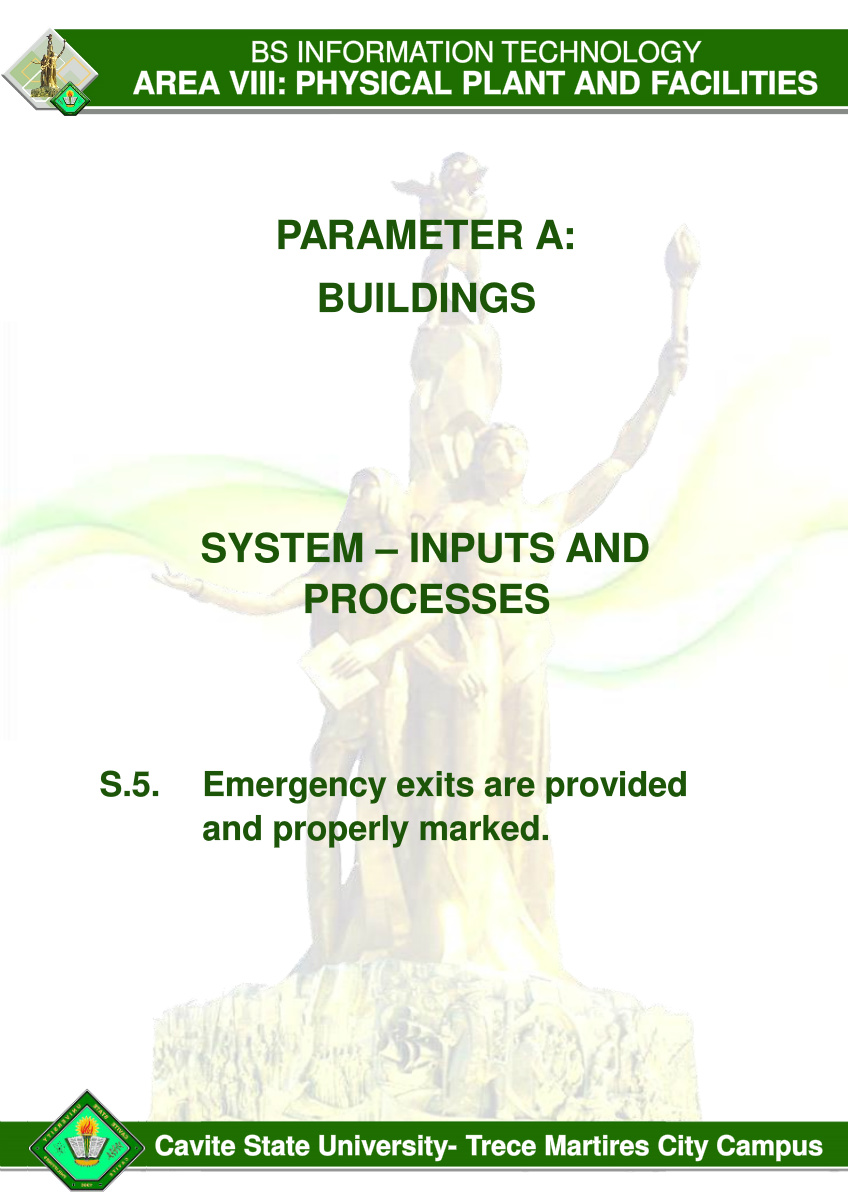 BS INFORMATION TECHNOLOGY
AREA VIII: PHYSICAL PLANT AND FACILITIES
PARAMETER A:
BUILDINGS
SYSTEM – INPUTS AND
PROCESSES
S.5. Emergency exits are provided
and properly marked.
Cavite State University- Trece Martires City Campus